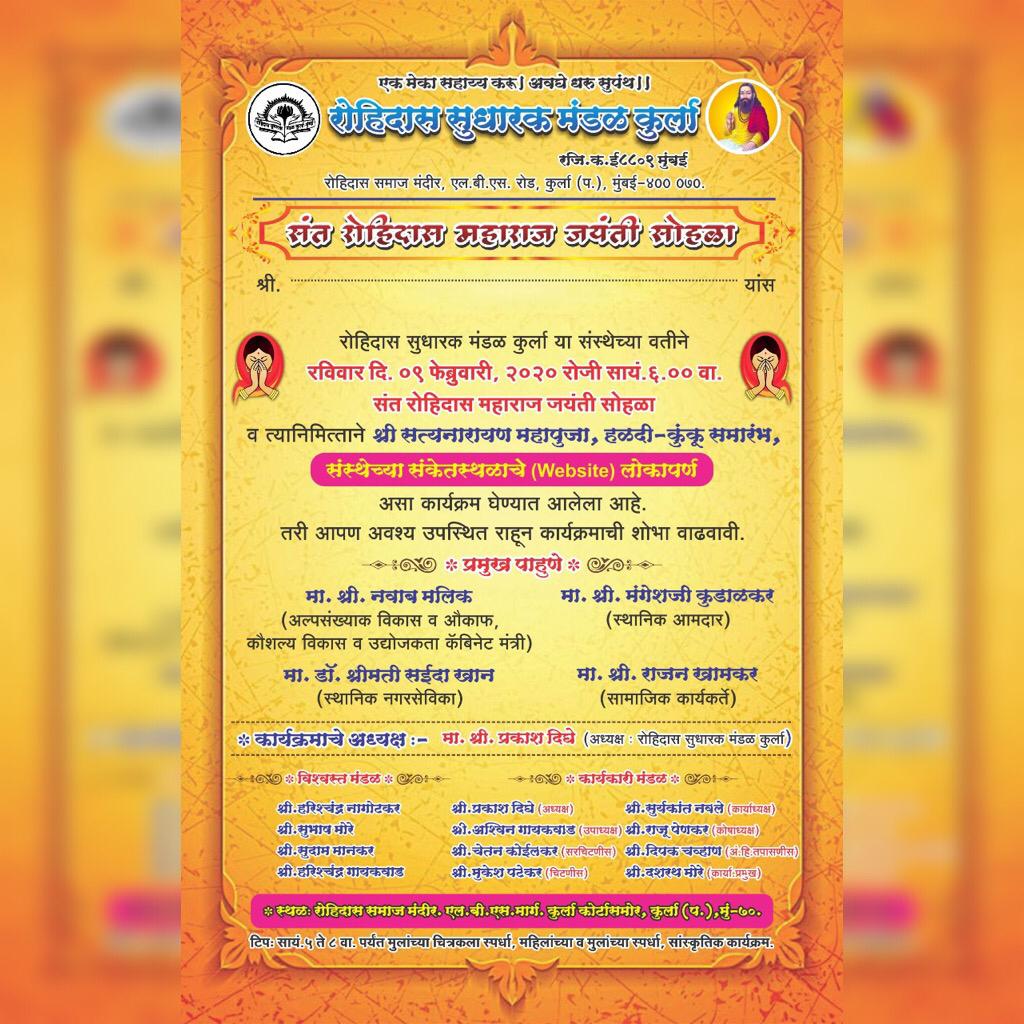 एक मेका सहाय्य करू। अवघे धरू सुपंथ।।
रोहिदास सुधारक मंडळ कुर्ला
रजि.क.ई८८०९ मुंबई
रोहिदास समाज मंदीर, एल.बी.एस. रोड, कुर्ला (प.), मुंबई-४०० ०७०.
संत रोहिदास महाराज जयंती सोहळा
श्री. ........ यांस
रोहिदास सुधारक मंडळ कुर्ला या संस्थेच्या वतीने
रविवार दि. ०९ फेब्रुवारी, २०२० रोजी सायं.६.०० वा.
संत रोहिदास महाराज जयंती सोहळा
व त्यानिमित्ताने श्री सत्यनारायण महापुजा, हळदी-कुंकू समारंभ,
संस्थेच्या संकेतस्थळाचे (Website) लोकापर्ण
असा कार्यक्रम घेण्यात आलेला आहे.
तरी आपण अवश्य उपस्थित राहून कार्यक्रमाची शोभा वाढवावी.
* प्रमुख पाहुणे *
मा. श्री. नवाब मलिक
(अल्पसंख्याक विकास व औकाफ,
कौशल्य विकास व उद्योजकता कॅबिनेट मंत्री)
मा. श्री. मंगेशजी कुडाळकर
(स्थानिक आमदार)
मा. डॉ. श्रीमती सईदा खान
(स्थानिक नगरसेविका)
मा. श्री. राजन खामकर
(सामाजिक कार्यकर्ते)
* कार्यक्रमाचे अध्यक्ष :- मा. श्री. प्रकाश दिघे (अध्यक्ष : रोहिदास सुधारक मंडळ कुर्ला)
* विश्वस्त मंडळ *
श्री.हरिश्चंद्र नागोटकर
श्री.सुभाष मोरे
श्री.सुदाम मानकर
श्री.हरिश्चंद्र गायकवाड
* कार्यकारी मंडळ *
श्री.प्रकाश दिघे (अध्यक्ष) श्री.सुर्यकांत नवले (कार्याध्यक्ष)
श्री.अश्विन गायकवाड (उपाध्यक्ष) श्री.राजू पेणकर (कोषाध्यक्ष)
श्री.चेतन कोईलकर (सरचिटणीस) श्री.दिपक चव्हाण (अं:हि:तपासणीस)
श्री.मुकेश पठेकर (चिटणीस) श्री.दशरथ मोरे (कार्या:प्रमुख)
* स्थळः रोहिदास समाज मंदीर. एल.बी.एस.मार्ग. कुर्ला कोर्टासमोर, कुर्ला (प.),मुं-७०.
टिपः सायं.५ ते ८ वा. पर्यंत मुलांच्या चित्रकला स्पर्धा, महिलांच्या व मुलांच्या स्पर्धा, सांस्कृतिक कार्यक्रम.